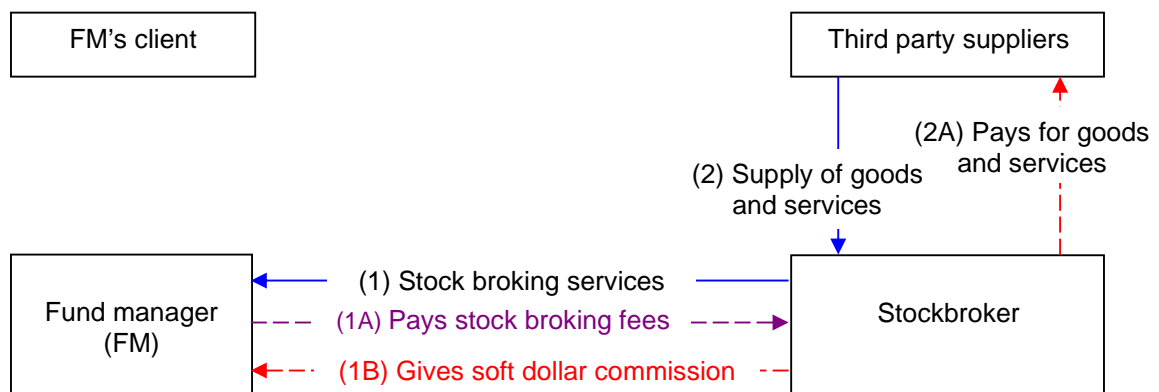 FM's client
Third party suppliers
(2A) Pays for goods
and services
(2) Supply of goods
and services
(1) Stock broking services
Fund manager
(FM)
(1A) Pays stock broking fees
Stockbroker
(1B) Gives soft dollar commission